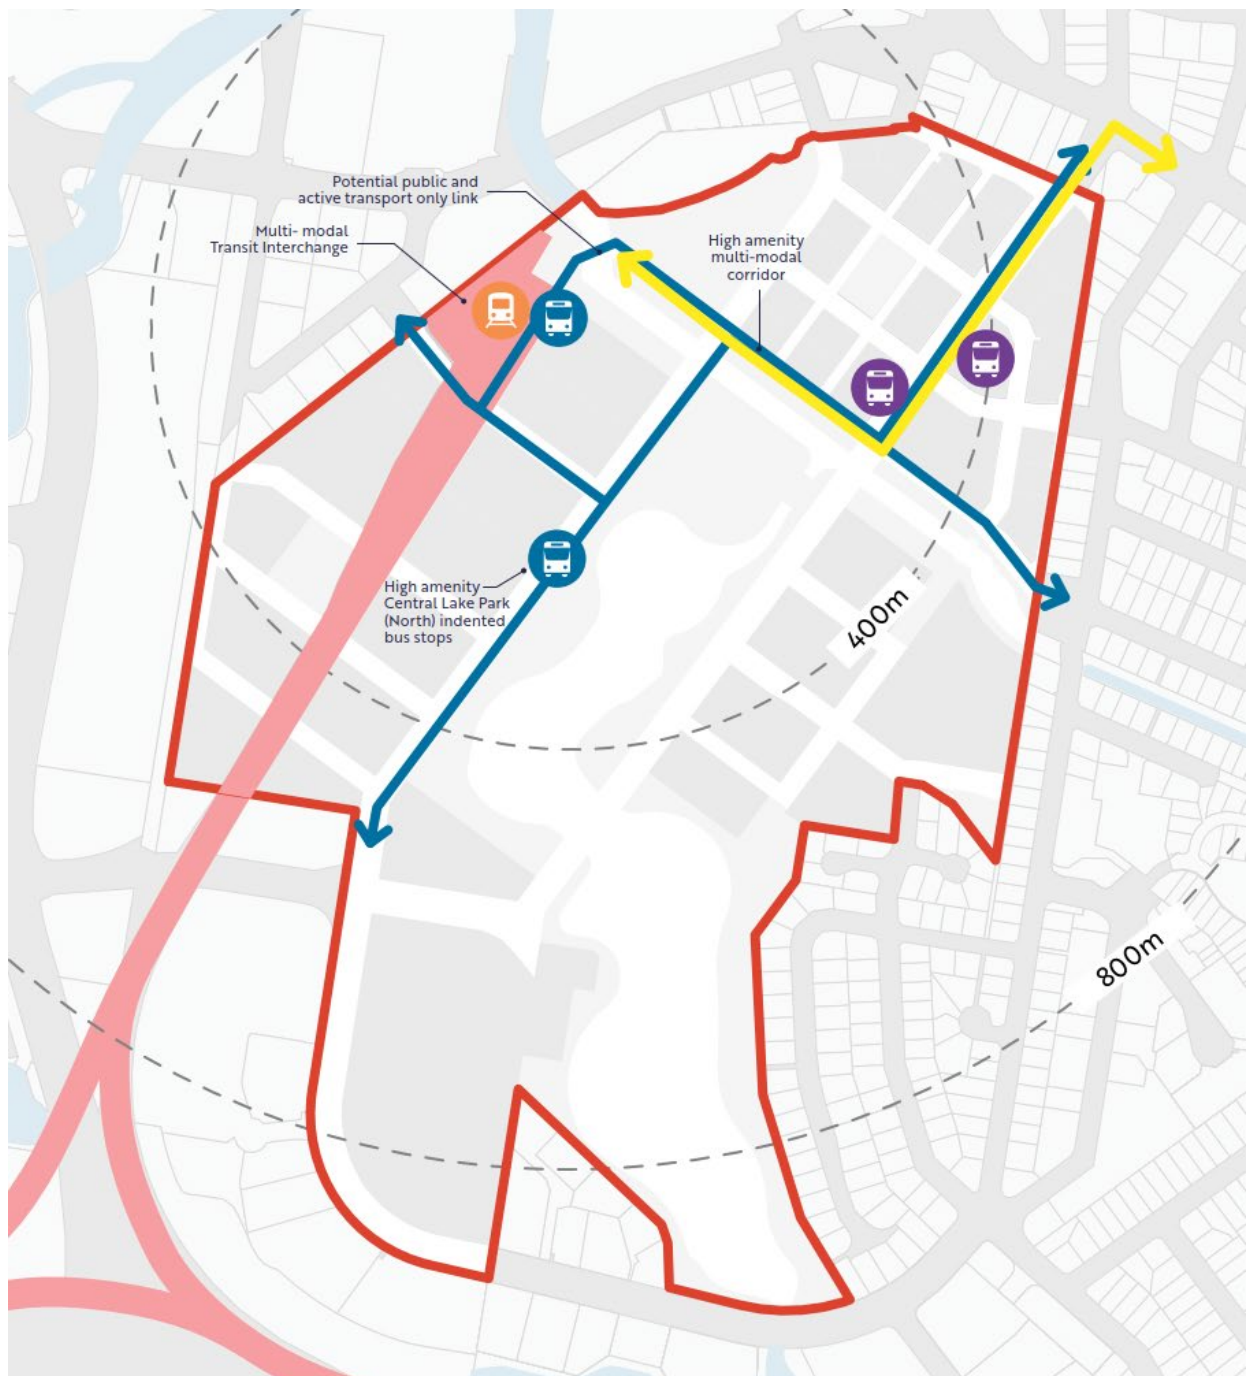 Potential public and
active transport only link
Multi- modal
Transit Interchange
High amenity
multi-modal
corridor
High amenity
Central Lake Park
(North) indented
bus stops
400m
800m